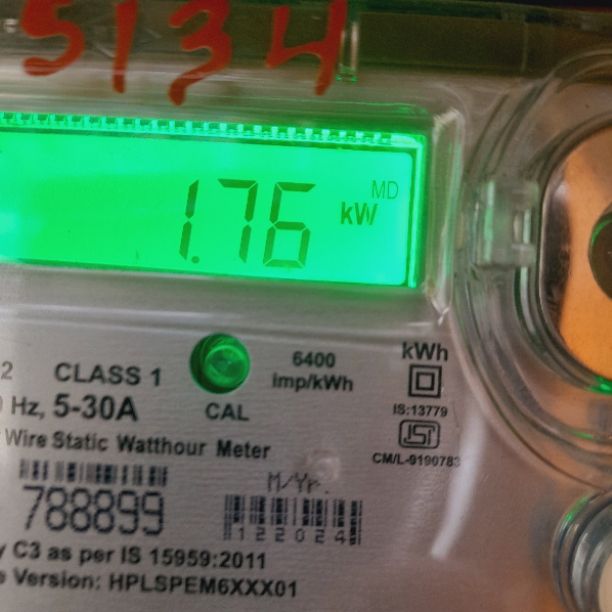 5134
MD
1.76 kW
2 CLASS 1
6400
imp/kWh
kWh
Hz, 5-30A
CAL
IS:13779
ISI
CM/L-9190783
Wire Static Watthour Meter
M/Yr.
788899
122024
y C3 as per IS 15959:2011
e Version: HPLSPEM6XXX01